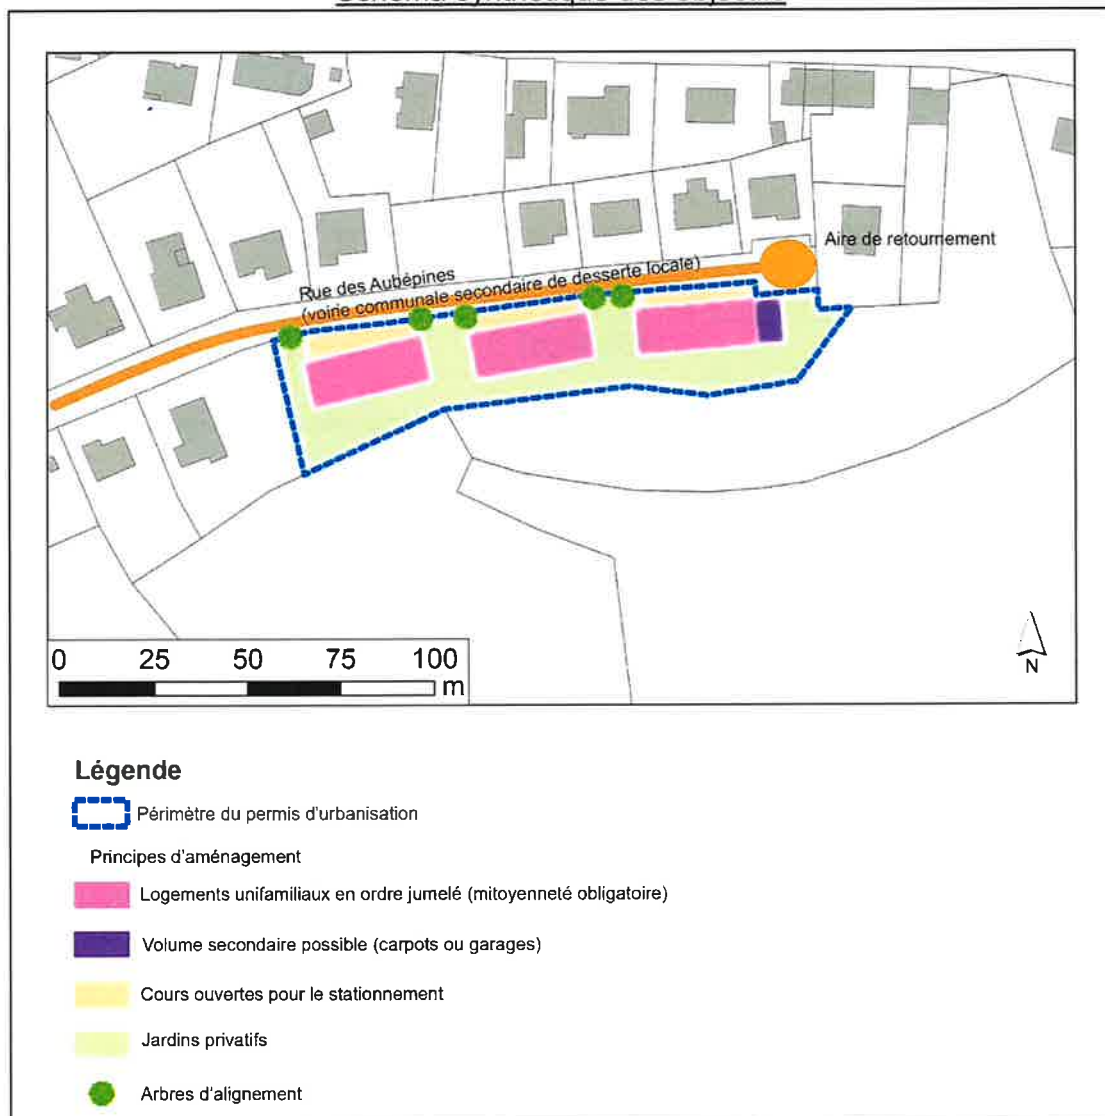 Aire de retournement
Rue des Aubépines
(voirie communale secondaire de desserte locale)
0 25 50 75 100
m
N
Légende
Périmètre du permis d'urbanisation
Principes d'aménagement
Logements unifamiliaux en ordre jumelé (mitoyenneté obligatoire)
Volume secondaire possible (carpots ou garages)
Cours ouvertes pour le stationnement
Jardins privatifs
Arbres d'alignement